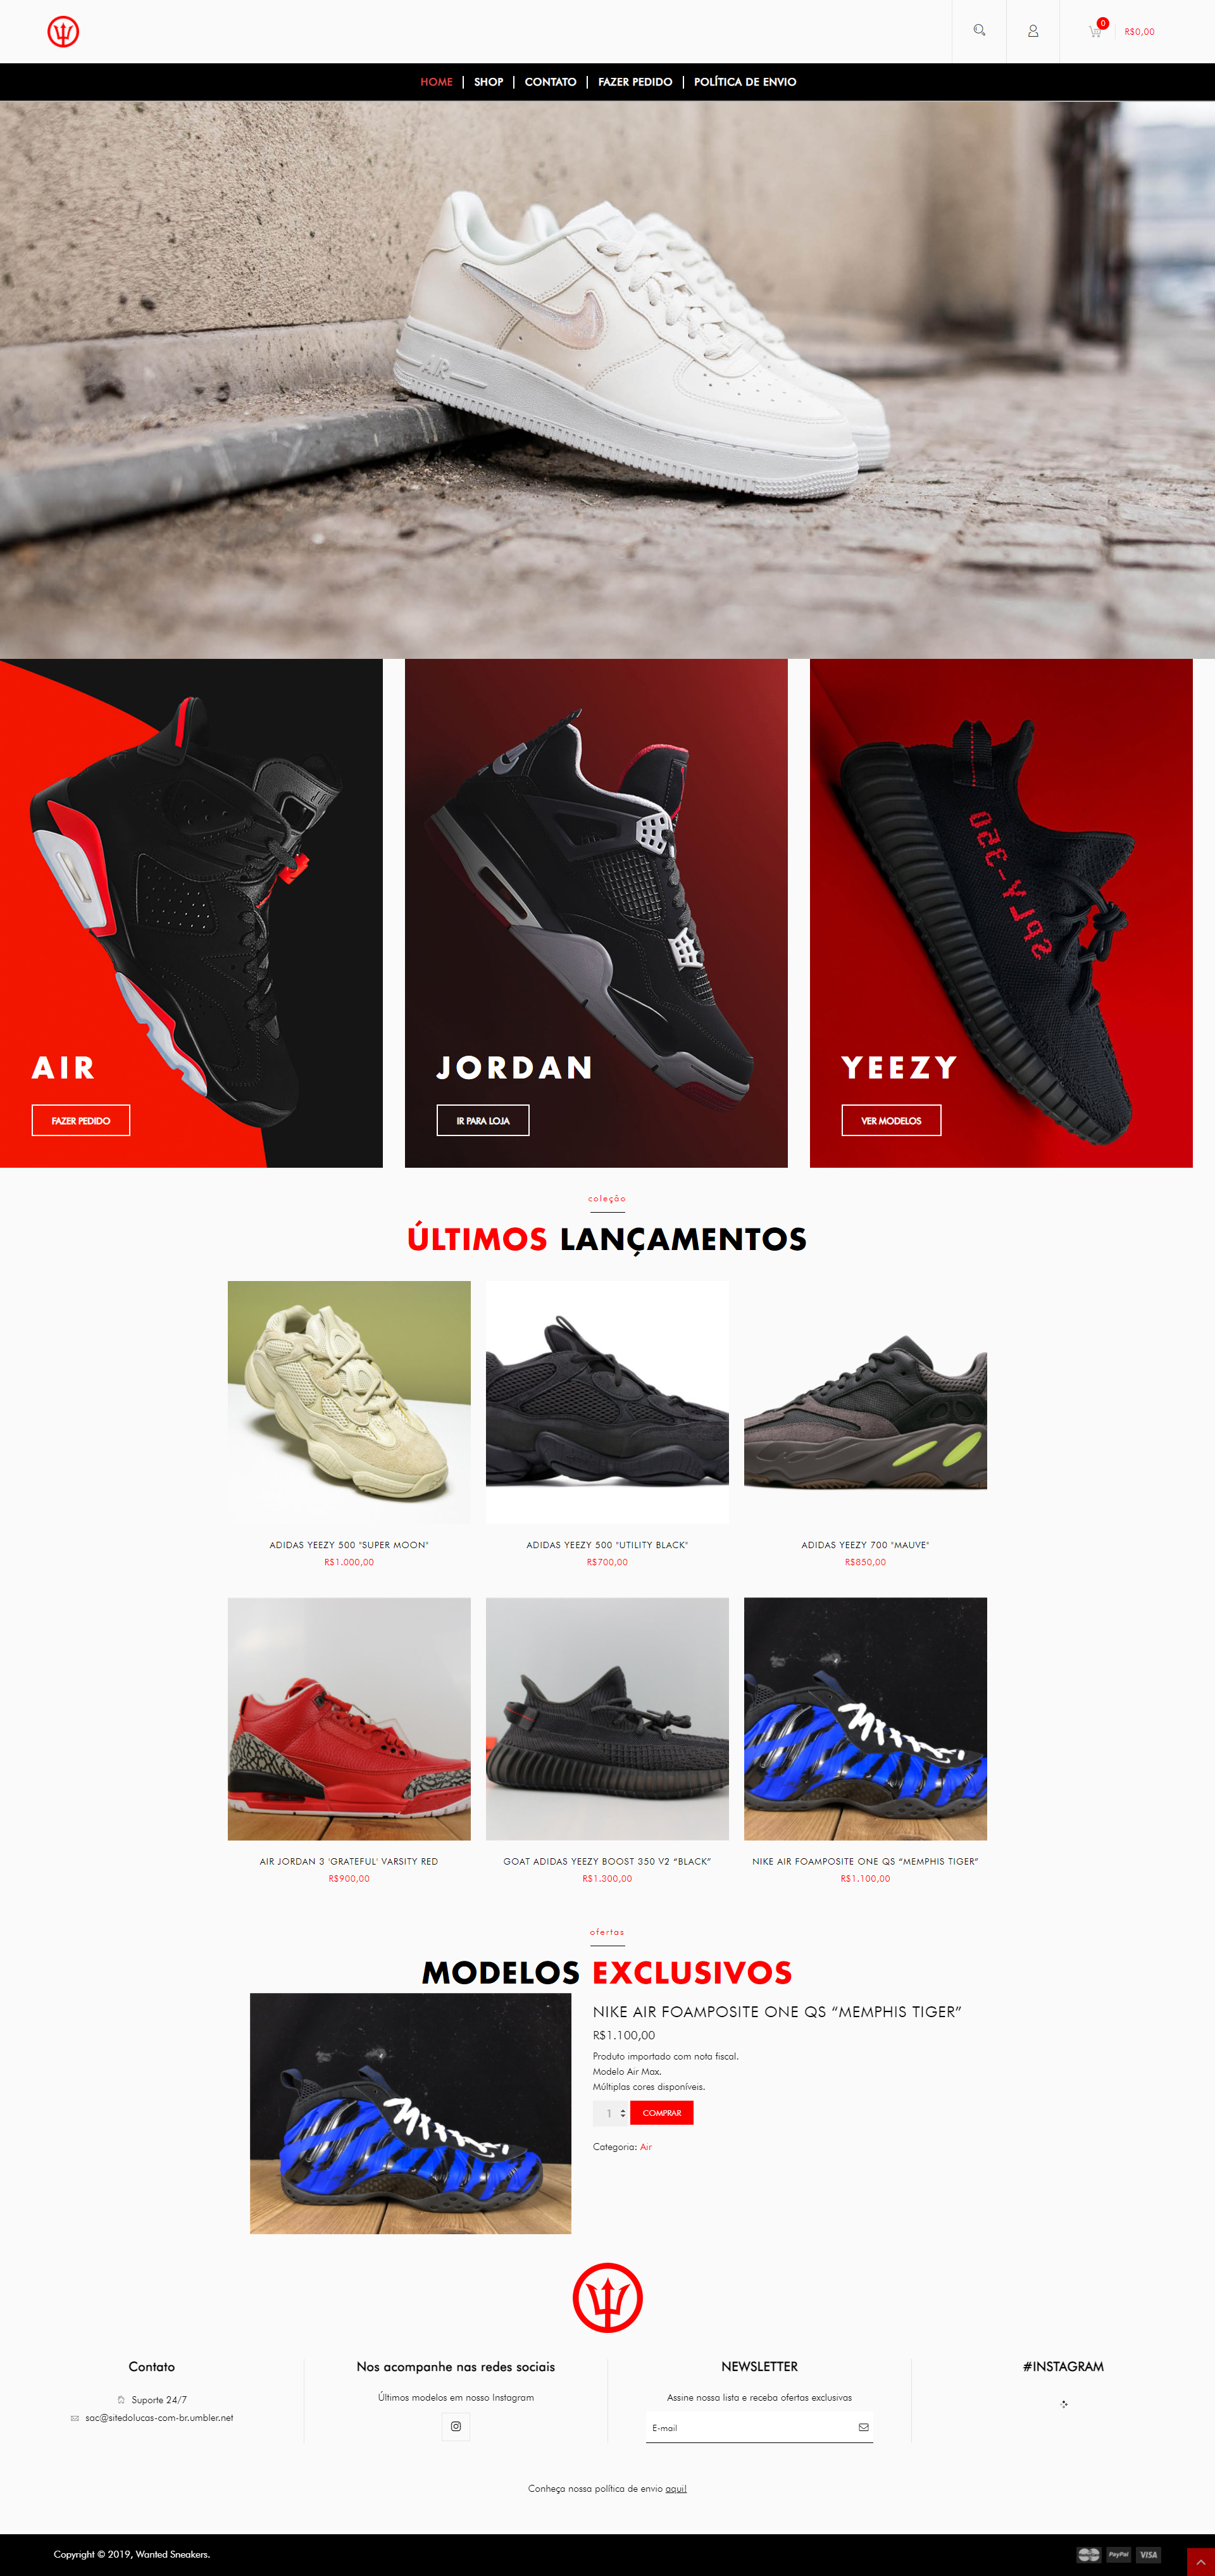 0
R$0,00
HOME
SHOP
CONTATO
FAZER PEDIDO
POLÍTICA DE ENVIO
AIR
SPLY-350
AIR
FAZER PEDIDO
JORDAN
IR PARA LOJA
YEEZY
VER MODELOS
coleção
ÚLTIMOS LANÇAMENTOS
ADIDAS YEEZY 500 "SUPER MOON"
R$1.000,00
ADIDAS YEEZY 500 "UTILITY BLACK"
R$700,00
ADIDAS YEEZY 700 "MAUVE"
R$850,00
AIR JORDAN 3 'GRATEFUL' VARSITY RED
R$900,00
GOAT ADIDAS YEEZY BOOST 350 V2 “BLACK”
R$1.300,00
NIKE AIR FOAMPOSITE ONE QS “MEMPHIS TIGER”
R$1.100,00
ofertas
MODELOS EXCLUSIVOS
NIKE AIR FOAMPOSITE ONE QS “MEMPHIS TIGER”
R$1.100,00
Produto importado com nota fiscal.
Modelo Air Max.
Múltiplas cores disponíveis.
1
COMPRAR
Categoria: Air
Contato
Suporte 24/7
sac@sitedolucas-com-br.umbler.net
Nos acompanhe nas redes sociais
Últimos modelos em nosso Instagram
NEWSLETTER
Assine nossa lista e receba ofertas exclusivas
E-mail
#INSTAGRAM
Conheça nossa política de envio aqui!
Copyright © 2019, Wanted Sneakers.
PayPal
VISA